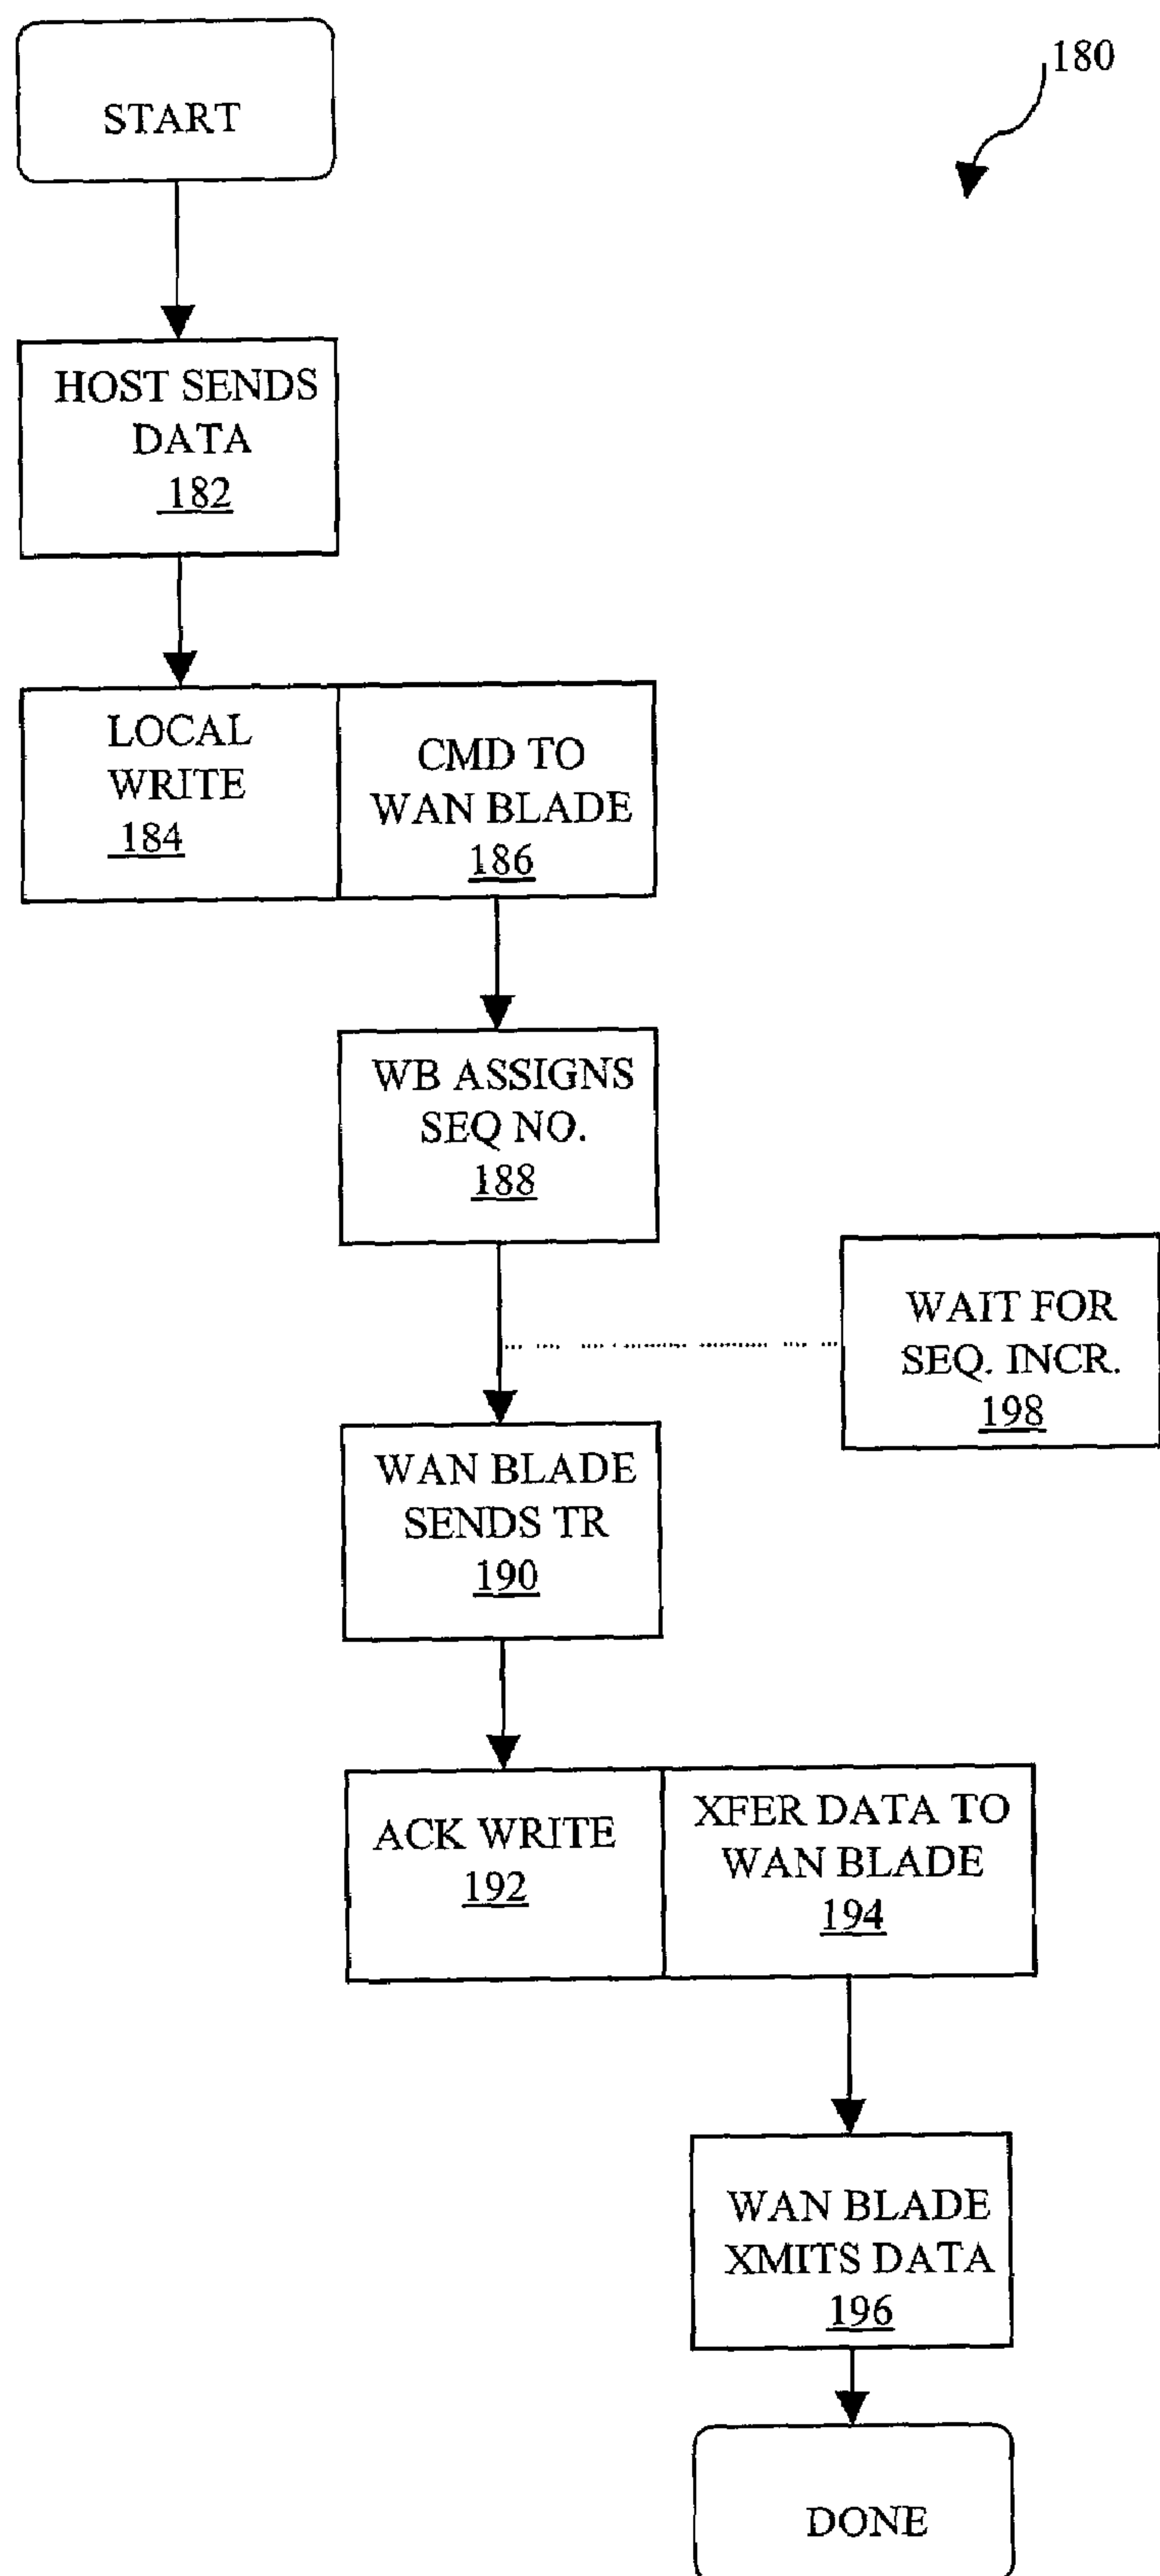 180
START
HOST SENDS
DATA
182
LOCAL
WRITE
184
CMD TO
WAN BLADE
186
WB ASSIGNS
SEQ NO.
188
WAIT FOR
SEQ. INCR.
198
WAN BLADE
SENDS TR
190
ACK WRITE
192
XFER DATA TO
WAN BLADE
194
WAN BLADE
XMITS DATA
196
DONE